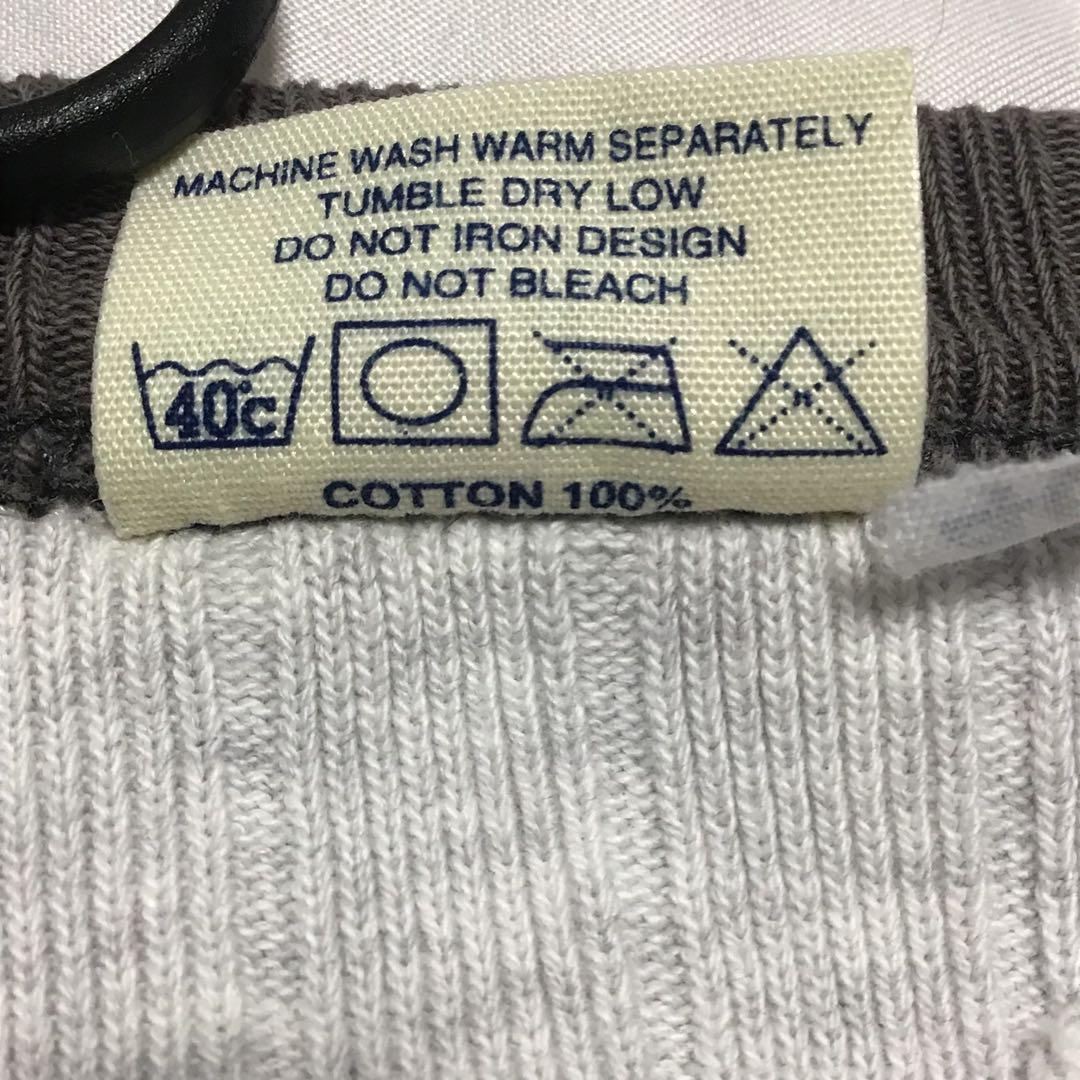 MACHINE WASH WARM SEPARATELY
TUMBLE DRY LOW
DO NOT IRON DESIGN
DO NOT BLEACH
40°C
COTTON 100%